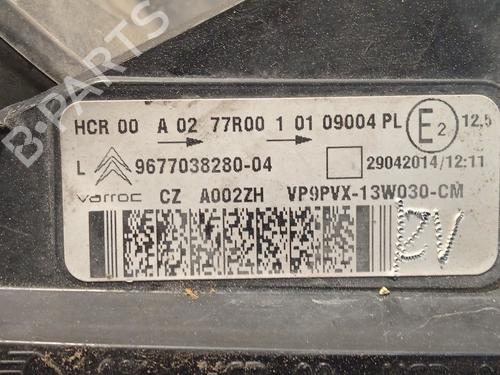 B-PARTS
HCR 00 A 02 77R00 1 01 09004 PL E2 12,5
L 9677038280-04 29042014/12:11
varroc CZ A002ZH VP9PVX-13W030-CM
EV